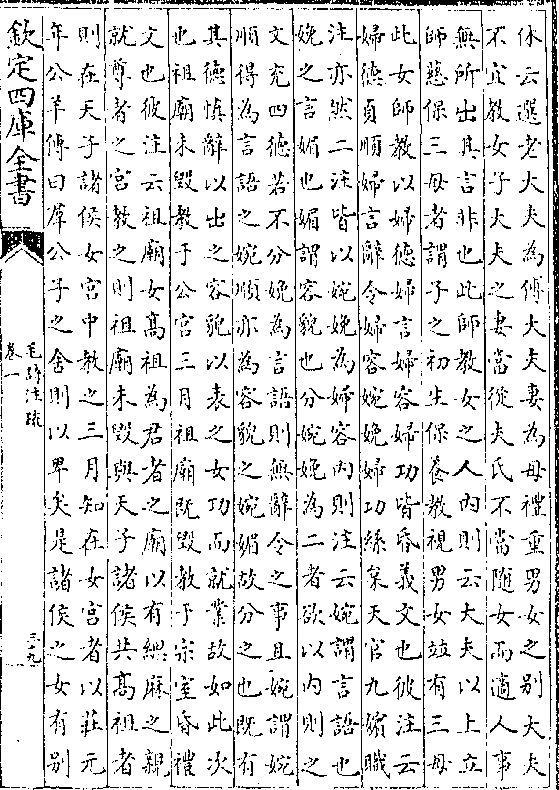 休云選老大夫為傅大夫妻為母禮重男女之别大夫
不宜教女子大夫之妻當從夫氏不當随女而適人事
無所出其言非也此師教女之人内則云大夫以上立
師慈保三母者謂子之初生保養教視男女竝有三母
此女師教以婦德婦言婦容婦功皆昏義文也彼注云
婦德貞順婦言辭令婦容婉娩婦功絲枲天官九嬪職
注亦然二注皆以婉娩為婦容内則注云婉謂言語也
娩之言媚也媚謂容貌也分婉娩為二者欲以内則之
文充四德若不分娩為言語則無辭令之事且婉謂婉
順得為言語之婉順亦為容貌之婉媚故分之也既有
其德慎辭以出之容貌以表之女功而就業故如此次
也祖廟未毁教于公宫三月祖廟既毁教于宗室昏禮
文也彼注云祖廟女髙祖為君者之廟以有緦麻之親
就尊者之宫教之則祖廟未毁與天子諸侯共髙祖者
則在天子諸侯女宫中教之三月知在女宫者以莊元
年公羊傳曰羣公子之舍則以卑矣是諸侯之女有别
欽定四庫全書
毛詩注疏
卷一
三十九